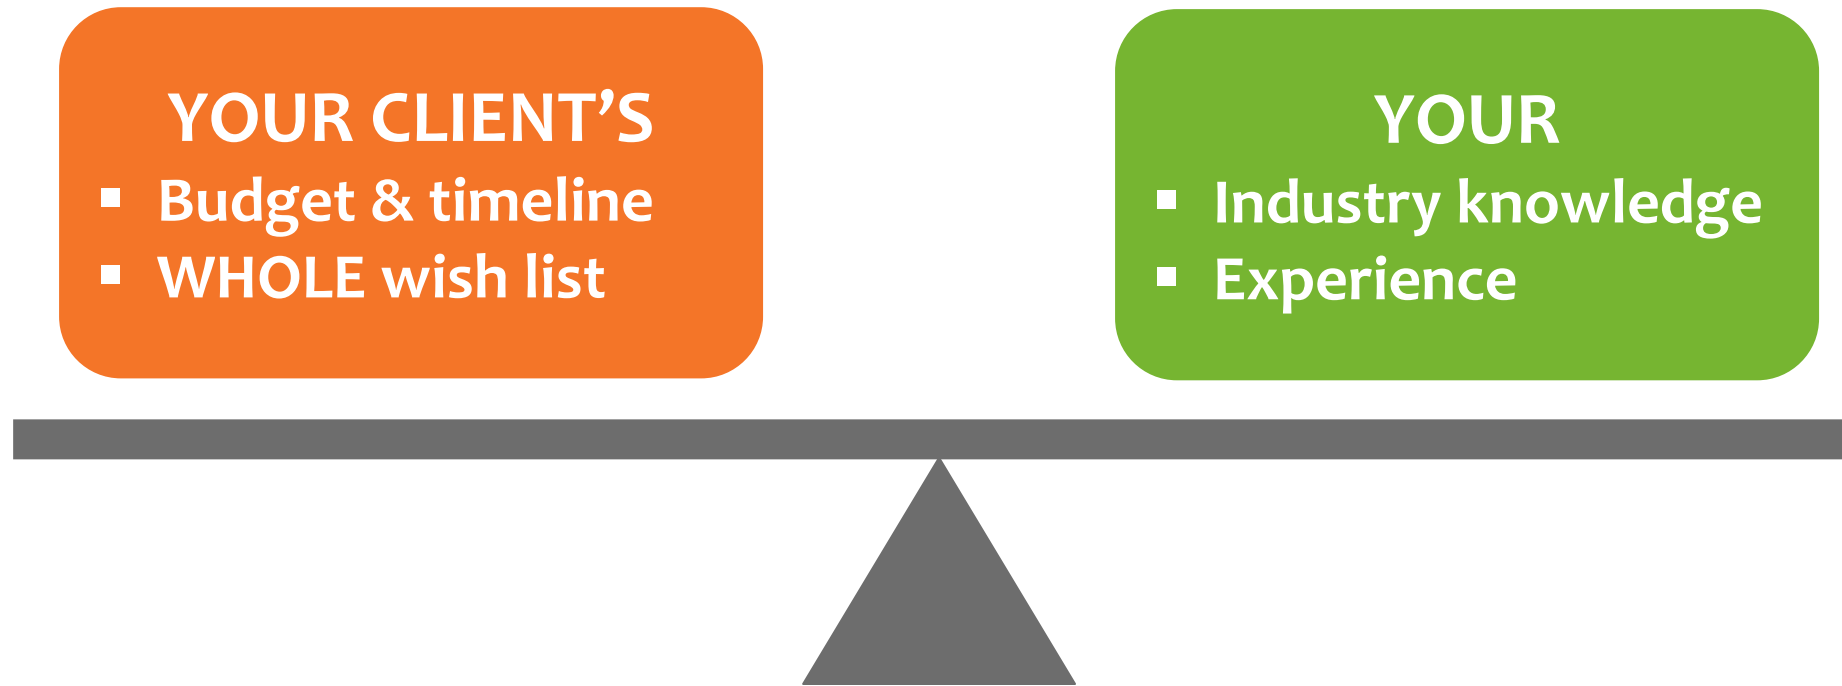 YOUR CLIENT’S
▪ Budget & timeline
▪ WHOLE wish list
YOUR
▪ Industry knowledge
▪ Experience